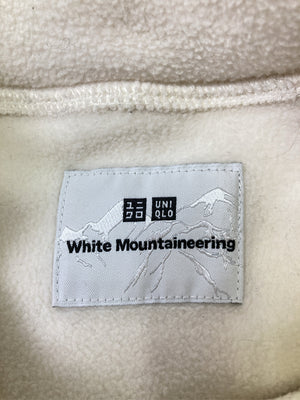 ユニ UNI
クロ QLO
White Mountaineering